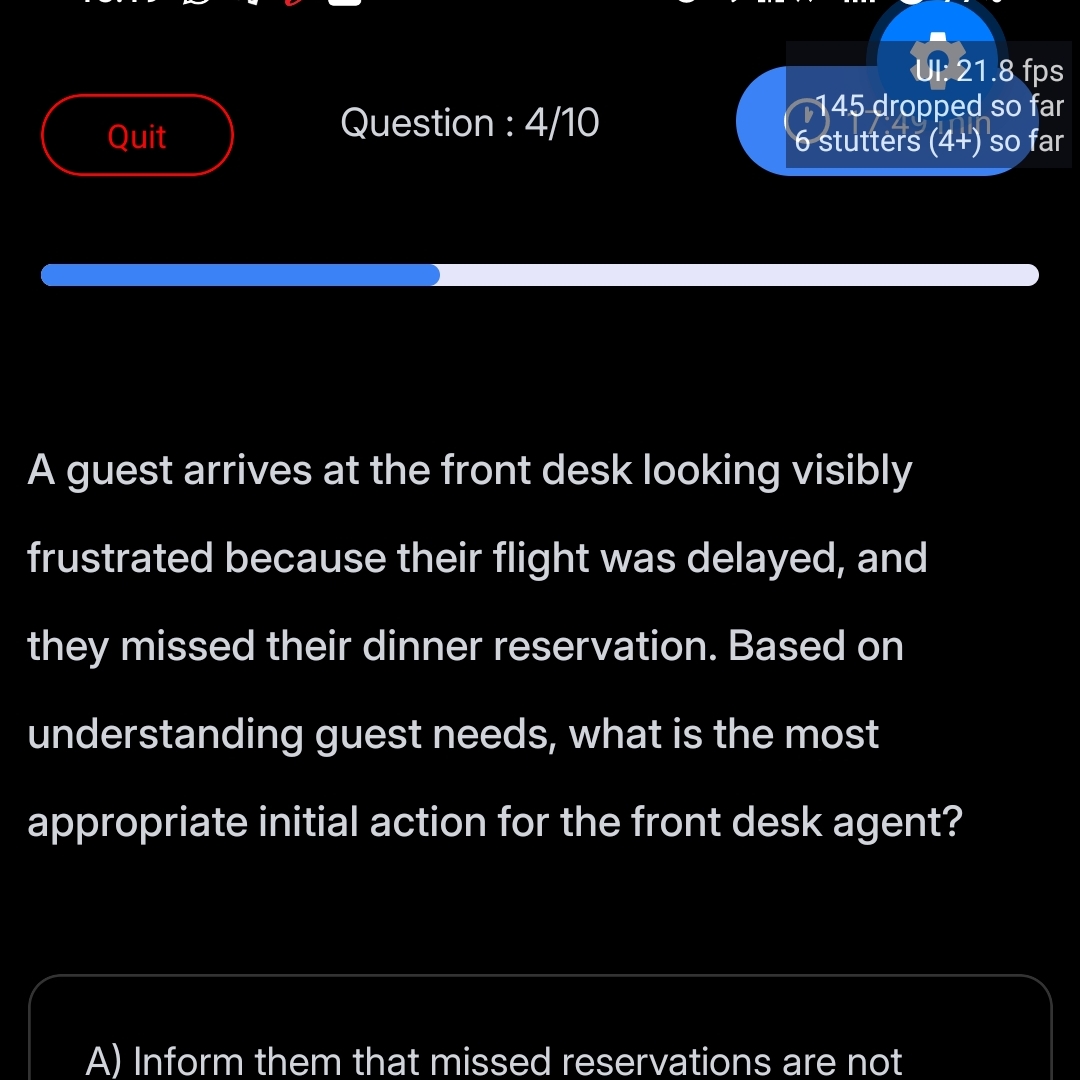 Quit
Question : 4/10
17:49 min
UI: 21.8 fps
145 dropped so far
6 stutters (4+) so far
A guest arrives at the front desk looking visibly
frustrated because their flight was delayed, and
they missed their dinner reservation. Based on
understanding guest needs, what is the most
appropriate initial action for the front desk agent?
A) Inform them that missed reservations are not